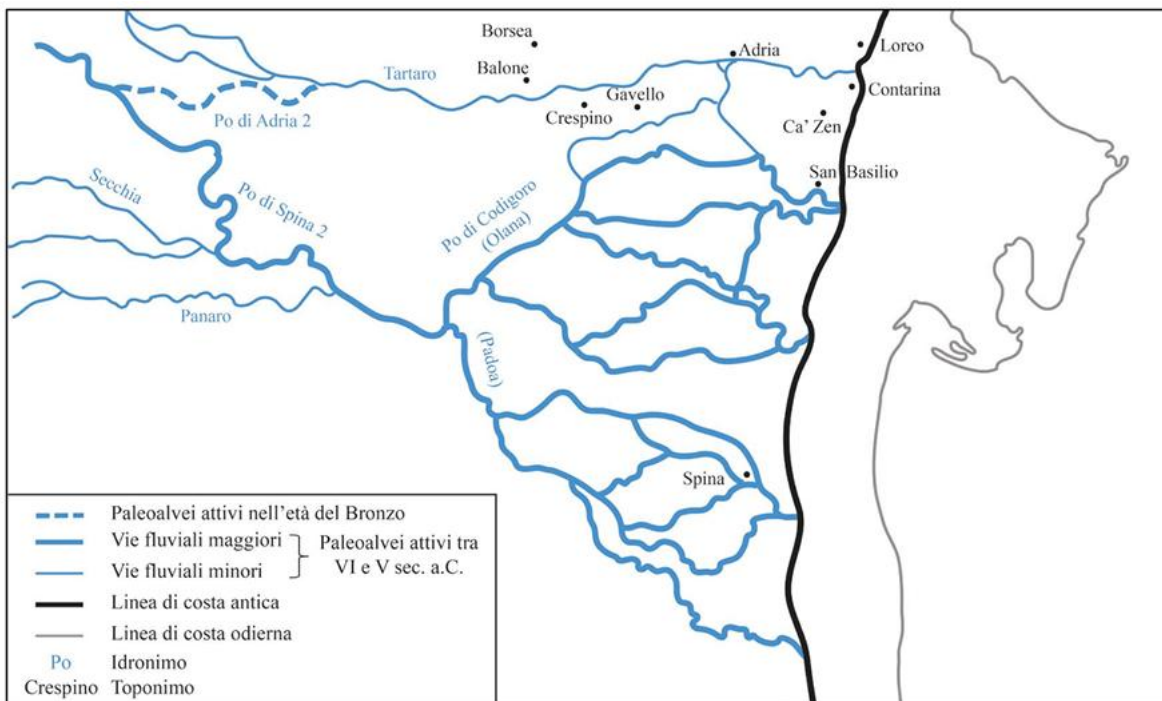 Borsea
Adria
Loreo
Balone
Tartaro
Contarina
Gavello
Crespino
Po di Adria 2
Ca' Zen
San Basilio
Secchia
Po di Spina 2
Po di Codigoro
(Olana)
Panaro
(Padoa)
Spina
Paleoalvei attivi nell'età del Bronzo
Vie fluviali maggiori
Vie fluviali minori
Paleoalvei attivi tra
VI e V sec. a.C.
Linea di costa antica
Linea di costa odierna
Po Idronimo
Crespino Toponimo